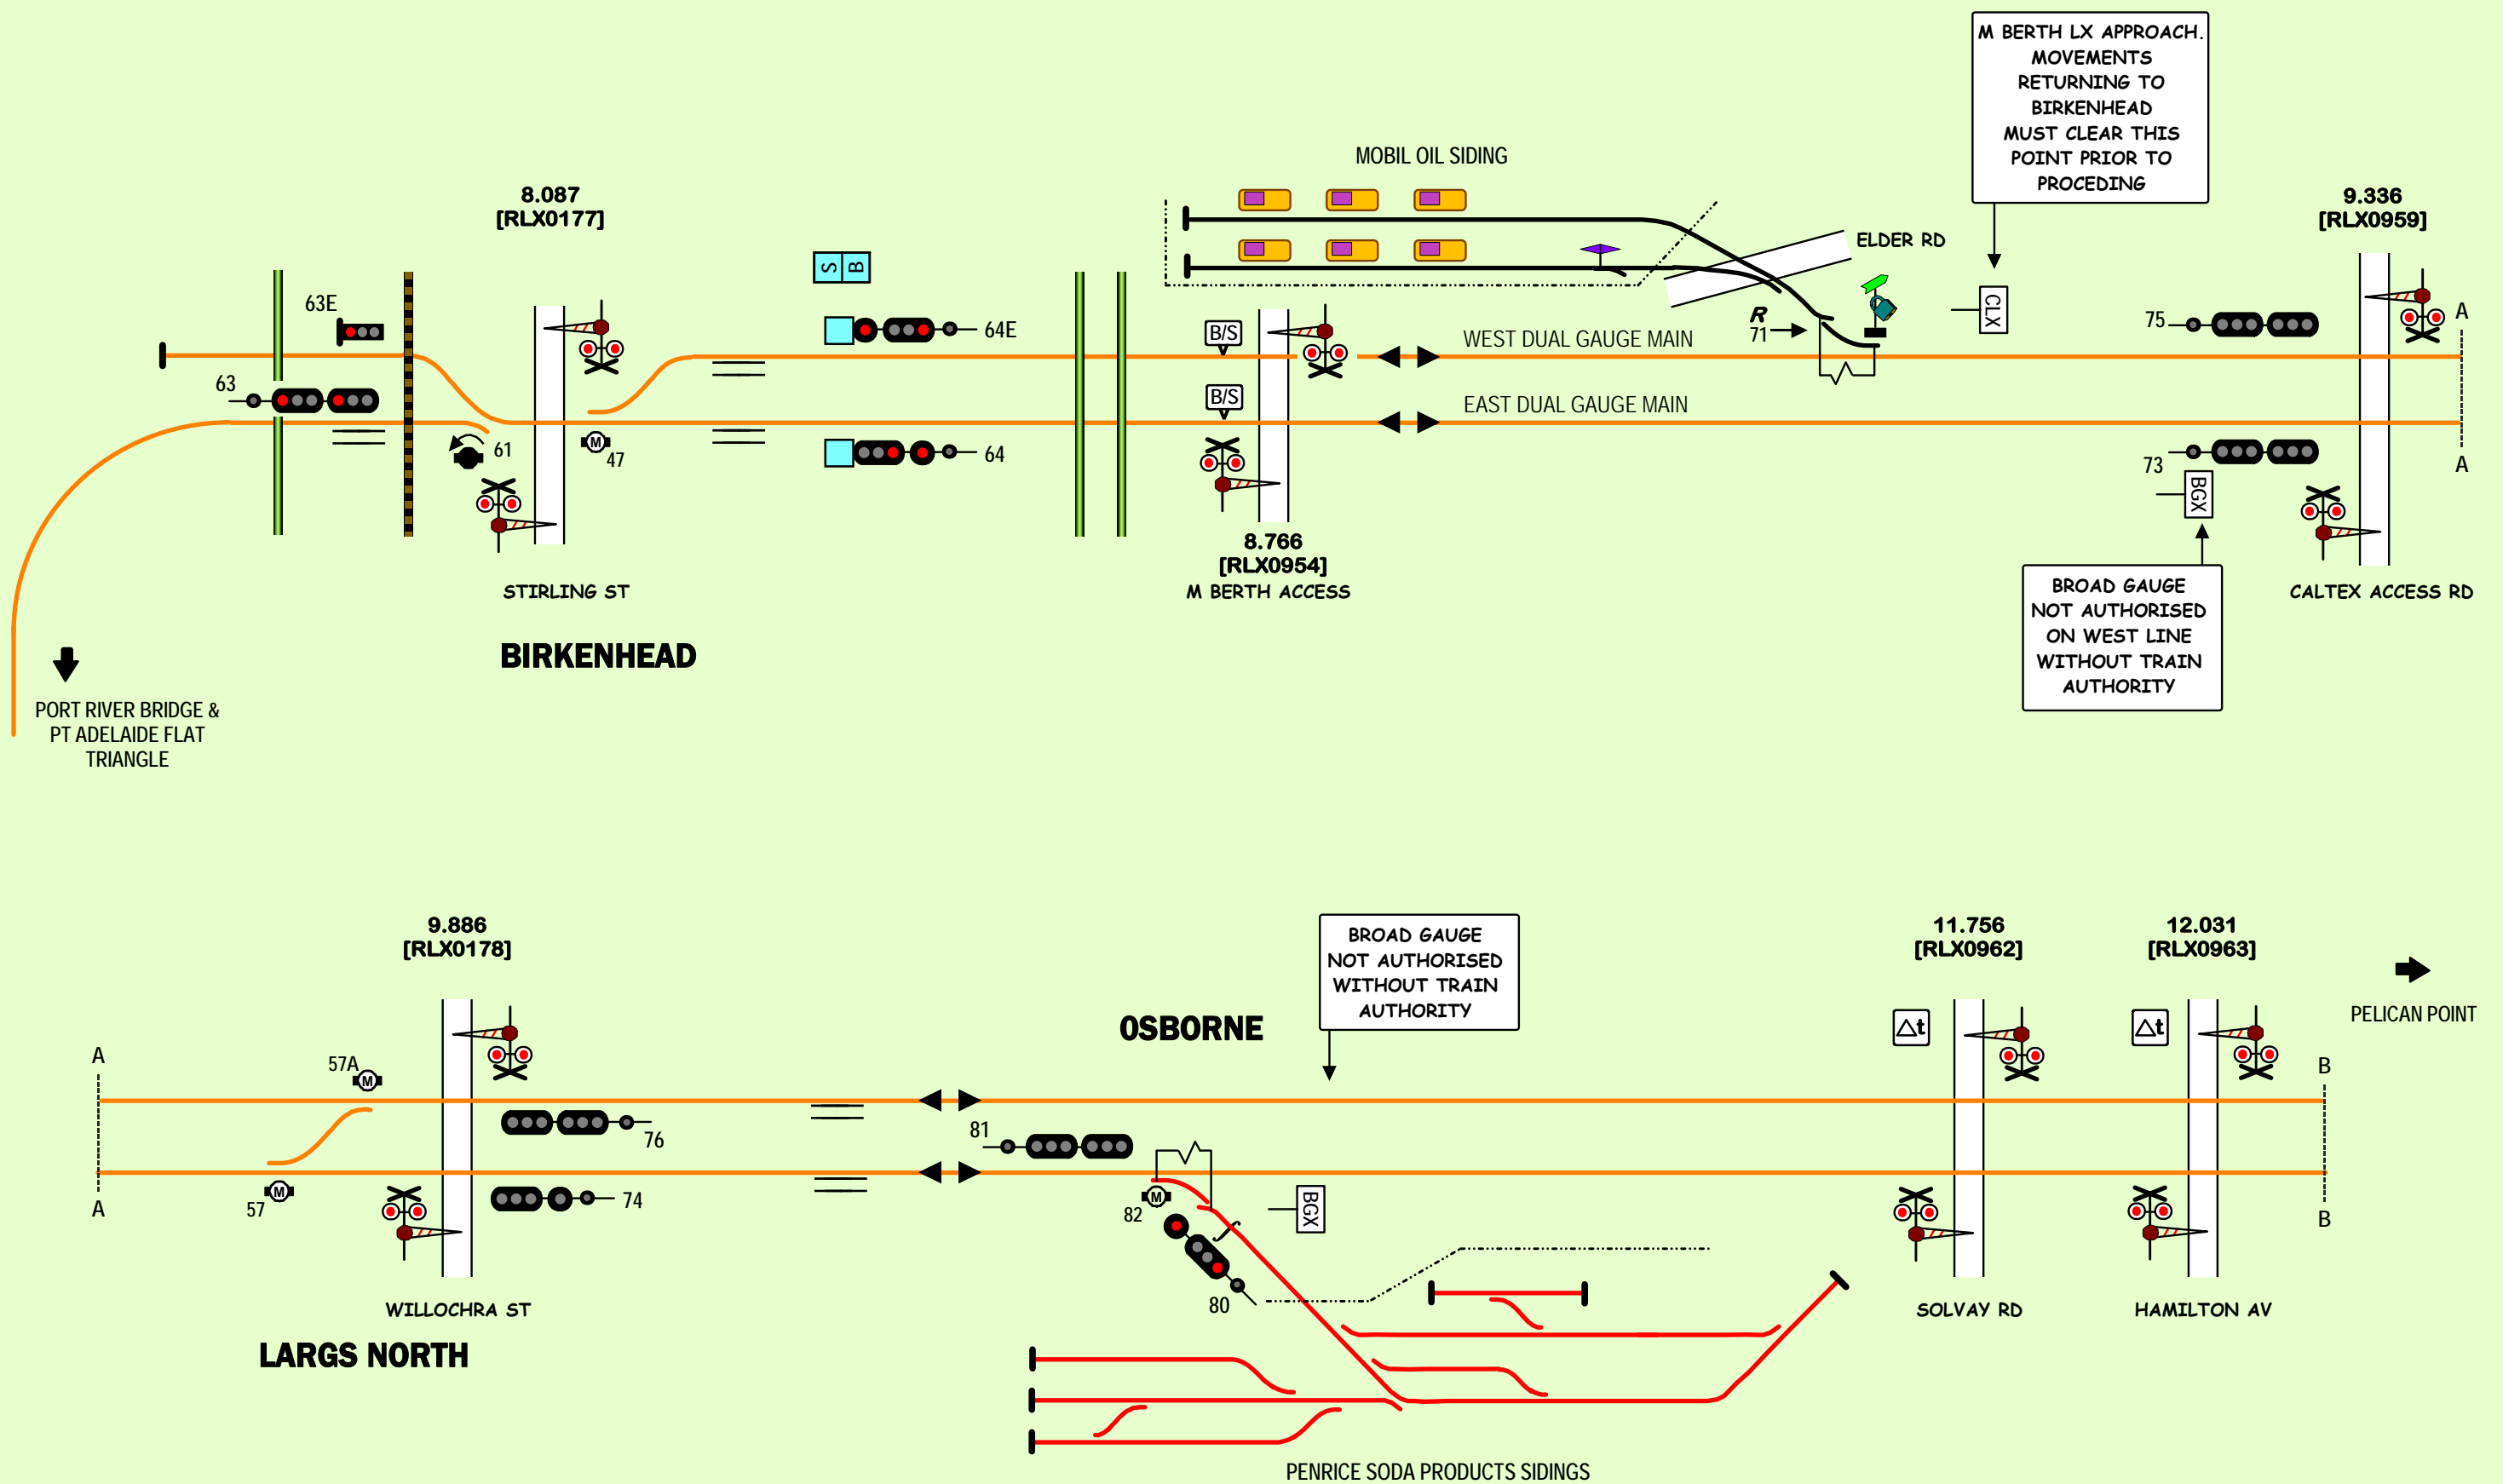 M BERTH LX APPROACH.
MOVEMENTS
RETURNING TO
BIRKENHEAD
MUST CLEAR THIS
POINT PRIOR TO
PROCEDING
MOBIL OIL SIDING
8.087
[RLX0177]
9.336
[RLX0959]
ELDER RD
S B
63E
64E
B/S
R
71
CLX
75
A
WEST DUAL GAUGE MAIN
63
B/S
EAST DUAL GAUGE MAIN
61
M
47
64
73
A
BGX
8.766
[RLX0954]
M BERTH ACCESS
STIRLING ST
BROAD GAUGE
NOT AUTHORISED
ON WEST LINE
WITHOUT TRAIN
AUTHORITY
CALTEX ACCESS RD
BIRKENHEAD
PORT RIVER BRIDGE &
PT ADELAIDE FLAT
TRIANGLE
9.886
[RLX0178]
BROAD GAUGE
NOT AUTHORISED
WITHOUT TRAIN
AUTHORITY
11.756
[RLX0962]
12.031
[RLX0963]
OSBORNE
PELICAN POINT
Δt
Δt
A
57A
M
B
76
81
M
57
74
M
82
BGX
A
B
80
WILLOCHRA ST
SOLVAY RD
HAMILTON AV
LARGS NORTH
PENRICE SODA PRODUCTS SIDINGS